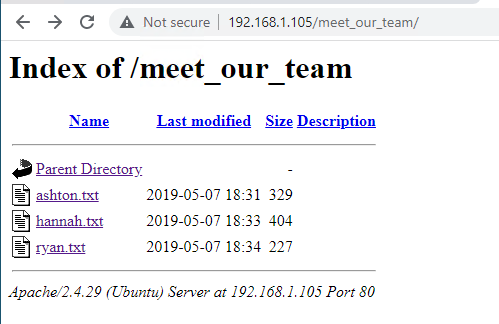 Not secure | 192.168.1.105/meet_our_team/
Index of /meet_our_team
Name Last modified Size Description
Parent Directory -
ashton.txt 2019-05-07 18:31 329
hannah.txt 2019-05-07 18:33 404
ryan.txt 2019-05-07 18:34 227
Apache/2.4.29 (Ubuntu) Server at 192.168.1.105 Port 80